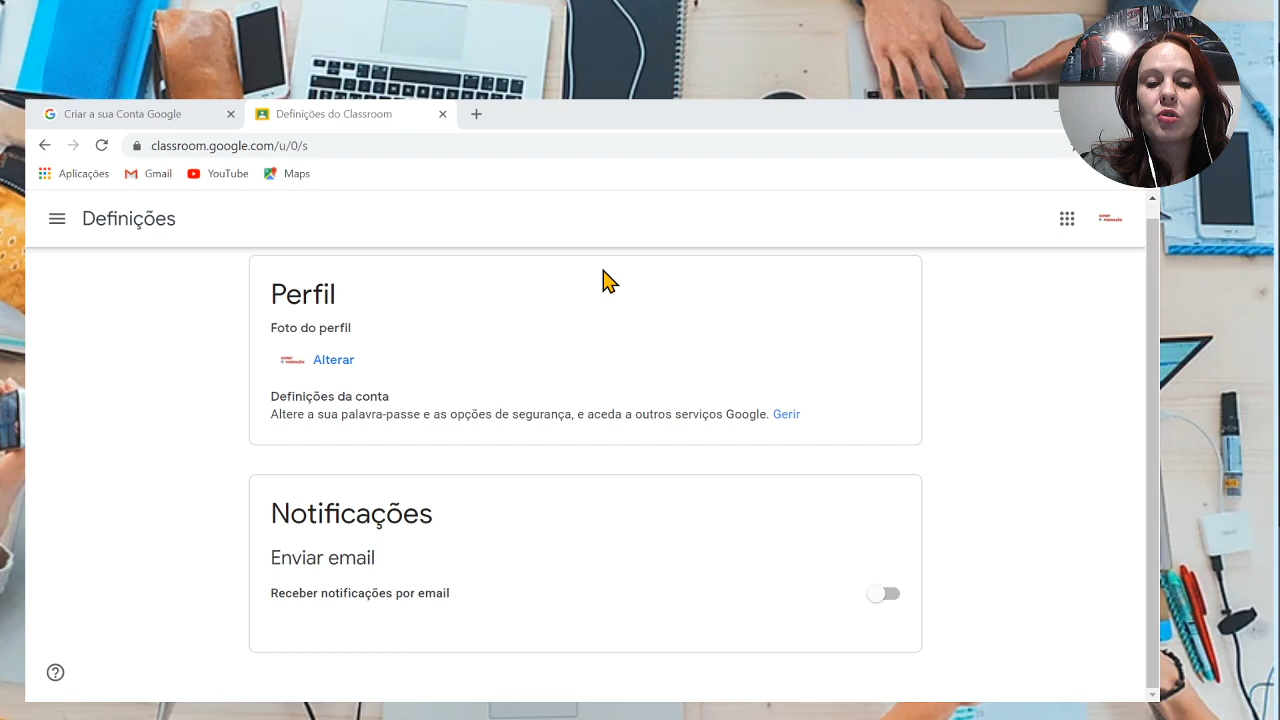 Criar a sua Conta Google
Definições do Classroom
classroom.google.com/u/0/s
Aplicações Gmail YouTube Maps
Definições
Perfil
Foto do perfil
Alterar
Definições da conta
Altere a sua palavra-passe e as opções de segurança, e aceda a outros serviços Google. Gerir
Notificações
Enviar email
Receber notificações por email